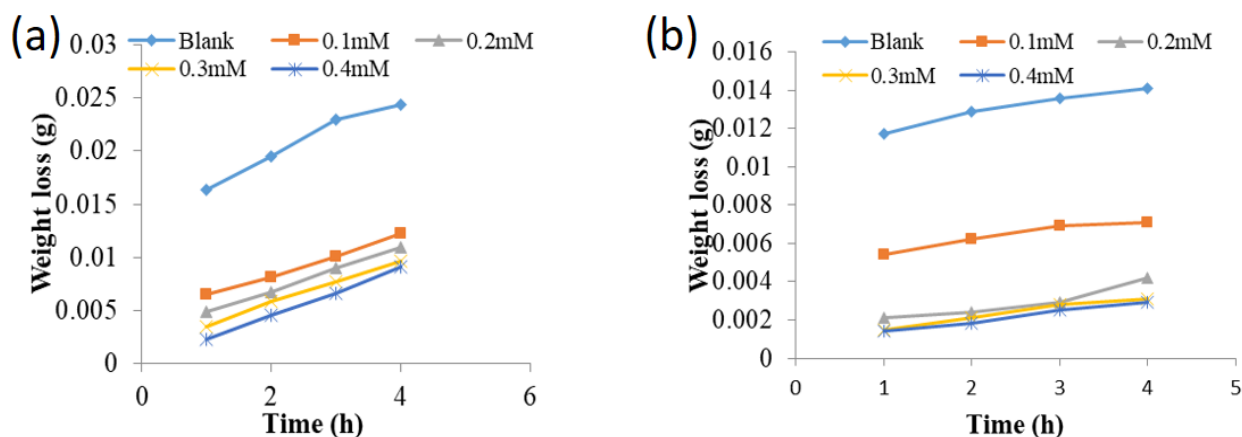 (a)
0.03
Blank
0.1mM
0.2mM
0.3mM
0.4mM
0.025
0.02
0.015
0.01
0.005
0
Weight loss (g)
0
2
4
6
Time (h)
(b)
0.016
Blank
0.1mM
0.2mM
0.3mM
0.4mM
0.014
0.012
0.01
0.008
0.006
0.004
0.002
0
Weight loss (g)
0
1
2
3
4
5
Time (h)